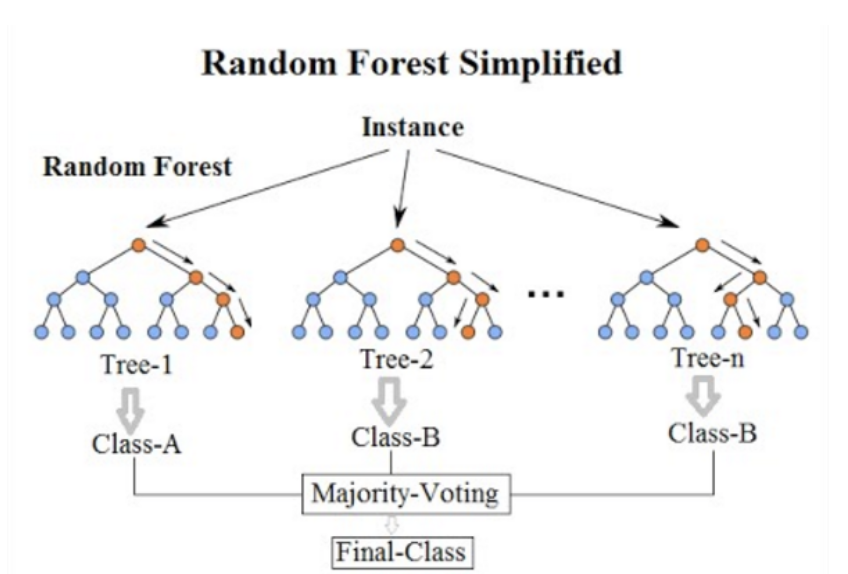 Random Forest Simplified
Instance
Random Forest
...
Tree-1
Tree-2
Tree-n
Class-A
Class-B
Class-B
Majority-Voting
Final-Class